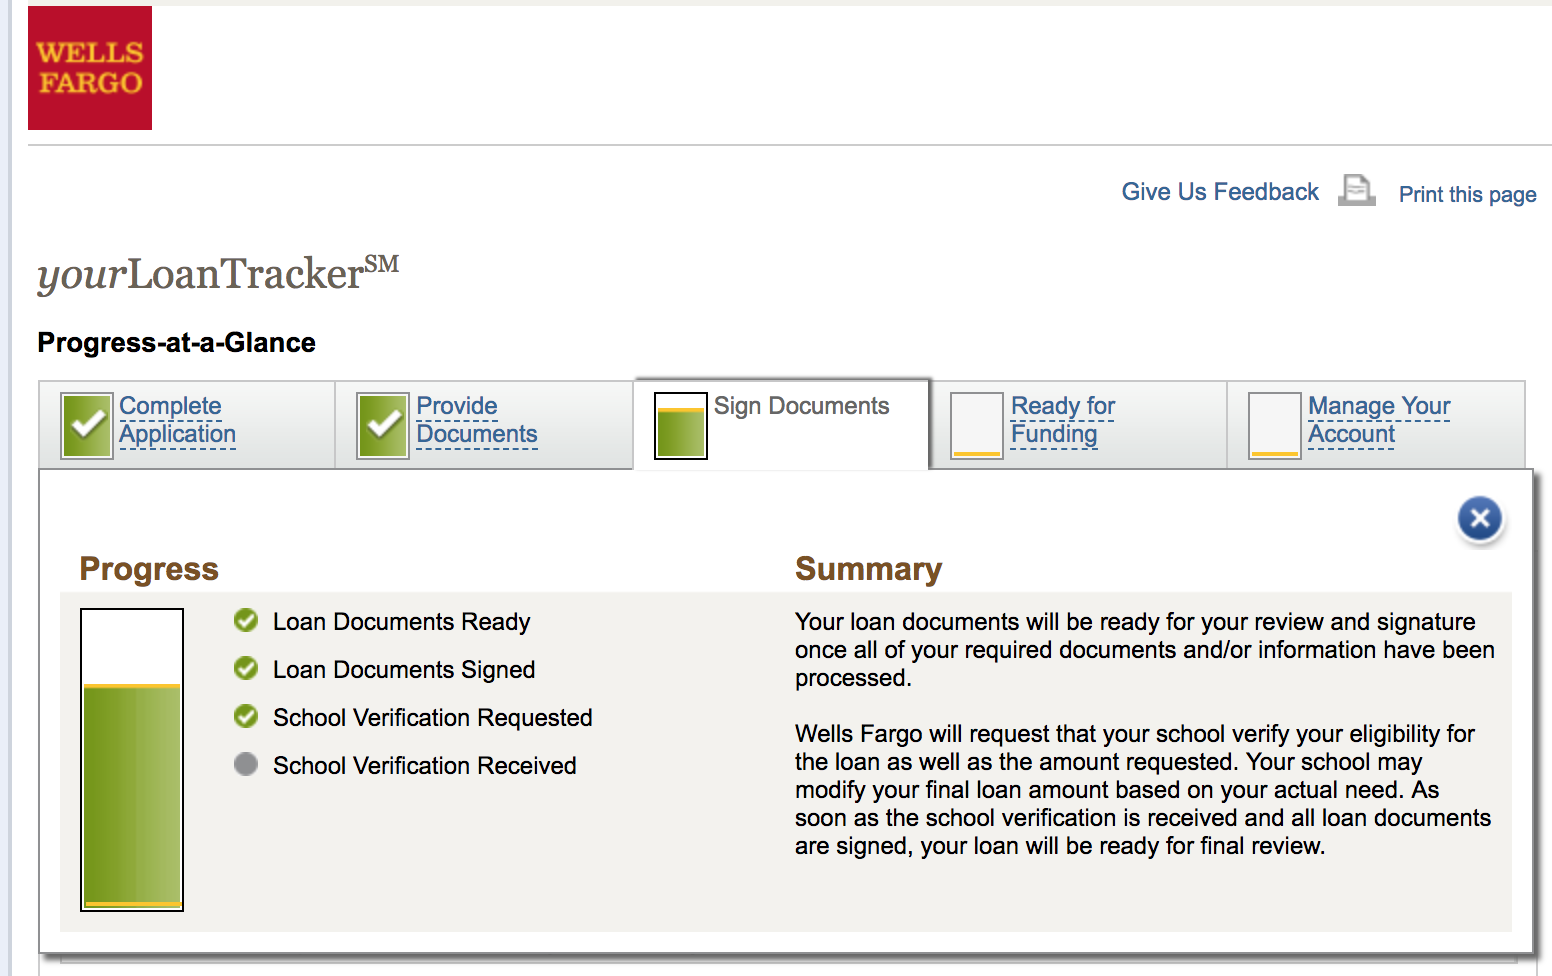 WELLS
FARGO
Give Us Feedback
Print this page
yourLoanTrackerSM
Progress-at-a-Glance
Complete
Application
Provide
Documents
Sign Documents
Ready for
Funding
Manage Your
Account
Progress
Loan Documents Ready
Loan Documents Signed
School Verification Requested
School Verification Received
Summary
Your loan documents will be ready for your review and signature
once all of your required documents and/or information have been
processed.
Wells Fargo will request that your school verify your eligibility for
the loan as well as the amount requested. Your school may
modify your final loan amount based on your actual need. As
soon as the school verification is received and all loan documents
are signed, your loan will be ready for final review.